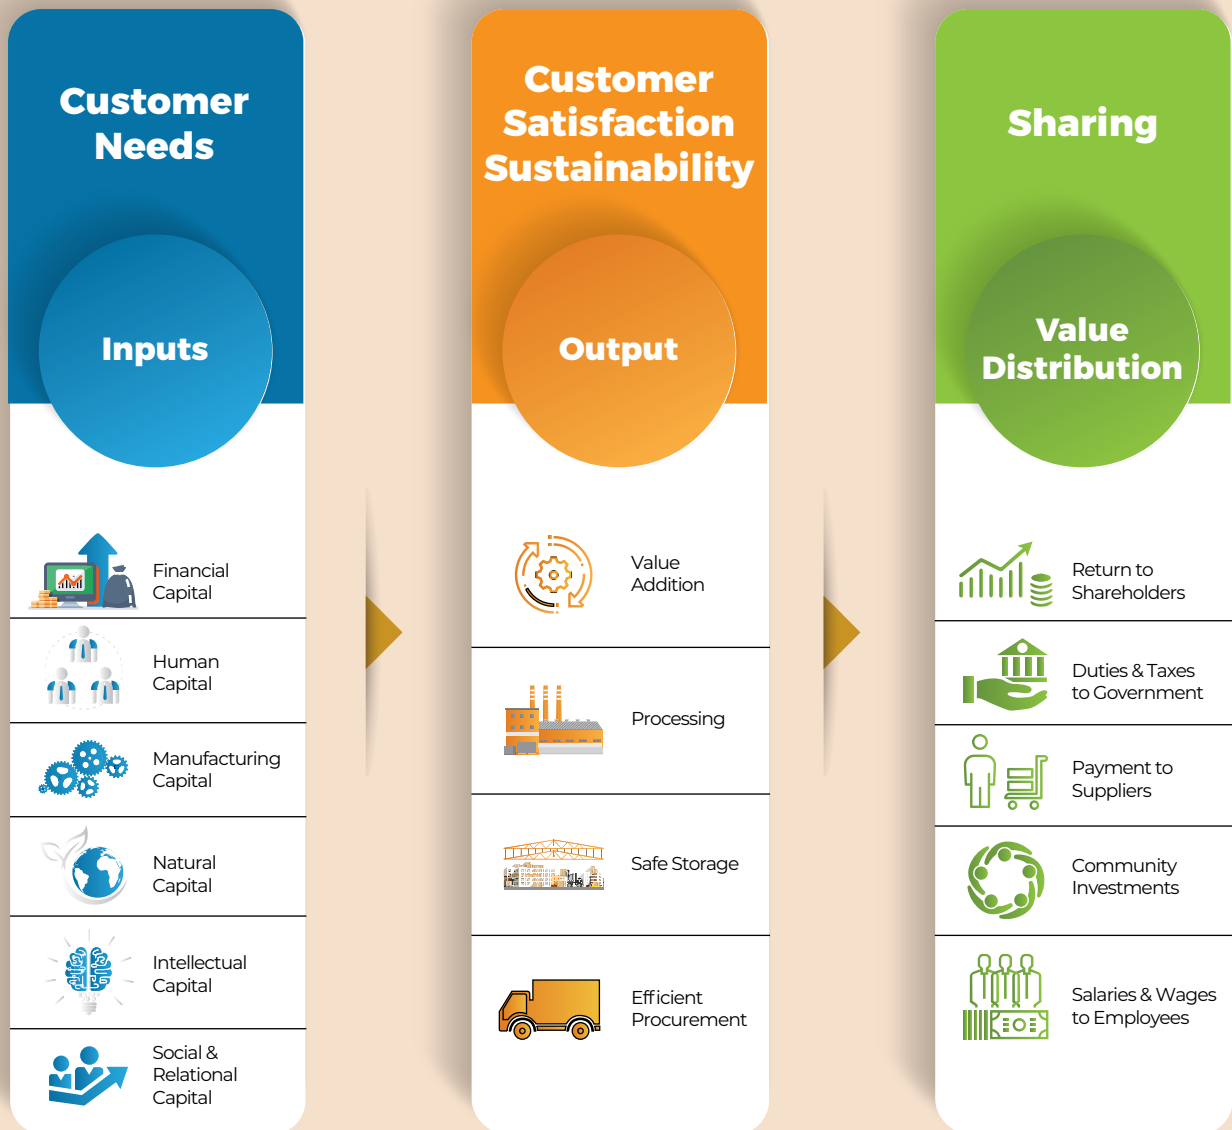 Customer
Needs
Inputs
Financial
Capital
Human
Capital
Manufacturing
Capital
Natural
Capital
Intellectual
Capital
Social &
Relational
Capital
Customer
Satisfaction
Sustainability
Output
Value
Addition
Processing
Safe Storage
Efficient
Procurement
Sharing
Value
Distribution
Return to
Shareholders
Duties & Taxes
to Government
Payment to
Suppliers
Community
Investments
Salaries & Wages
to Employees